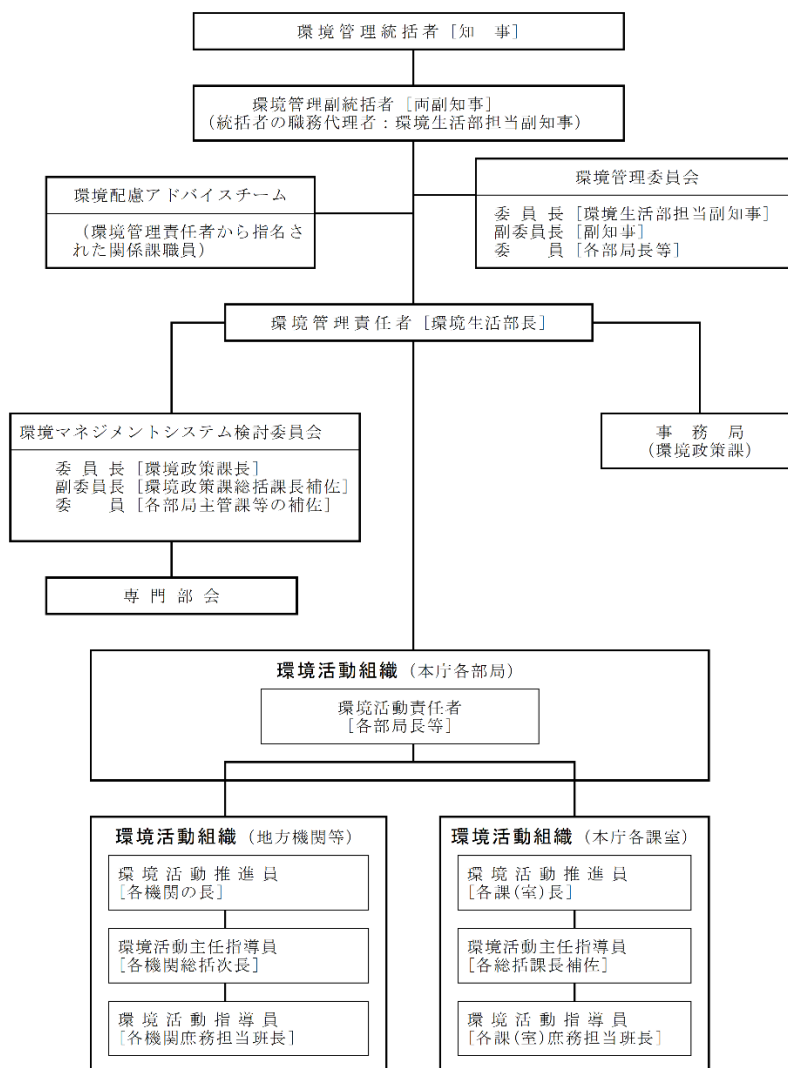 環境管理統括者［知　事］
環境管理副統括者［両副知事］
(統括者の職務代理者：環境生活部担当副知事)
環境配慮アドバイスチーム
（環境管理責任者から指名さ
れた関係課職員）
環境管理委員会
委 員 長［環境生活部担当副知事］
副委員長［副知事］
委　　員［各部局長等］
環境管理責任者［環境生活部長］
環境マネジメントシステム検討委員会
委 員 長［環境政策課長］
副委員長［環境政策課総括課長補佐］
委　　員［各部局主管課等の補佐］
事　務　局
（環境政策課）
専 門 部 会
環境活動組織（本庁各部局）
環境活動責任者
［各部局長等］
環境活動組織（地方機関等）
環境活動推進員
［各機関の長］
環境活動主任指導員
［各機関総括次長］
環境活動指導員
［各機関庶務担当班長］
環境活動組織（本庁各課室）
環境活動推進員
［各課(室)長］
環境活動主任指導員
［各総括課長補佐］
環境活動指導員
［各課(室)庶務担当班長］